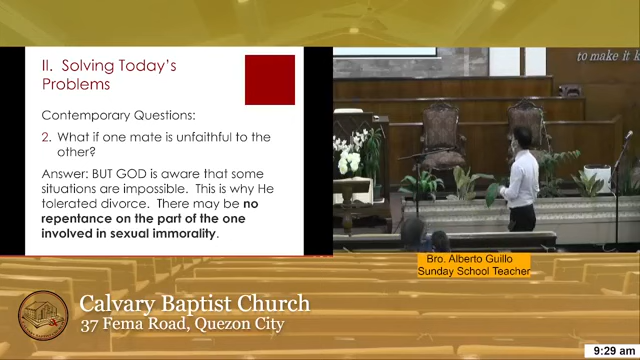 II. Solving Today's
Problems
Contemporary Questions:
2. What if one mate is unfaithful to the
other?
Answer: BUT GOD is aware that some
situations are impossible. This is why He
tolerated divorce. There may be no
repentance on the part of the one
involved in sexual immorality.
to make it k
Bro. Alberto Guillo
Sunday School Teacher
Calvary Baptist Church
37 Fema Road, Quezon City
9:29 am